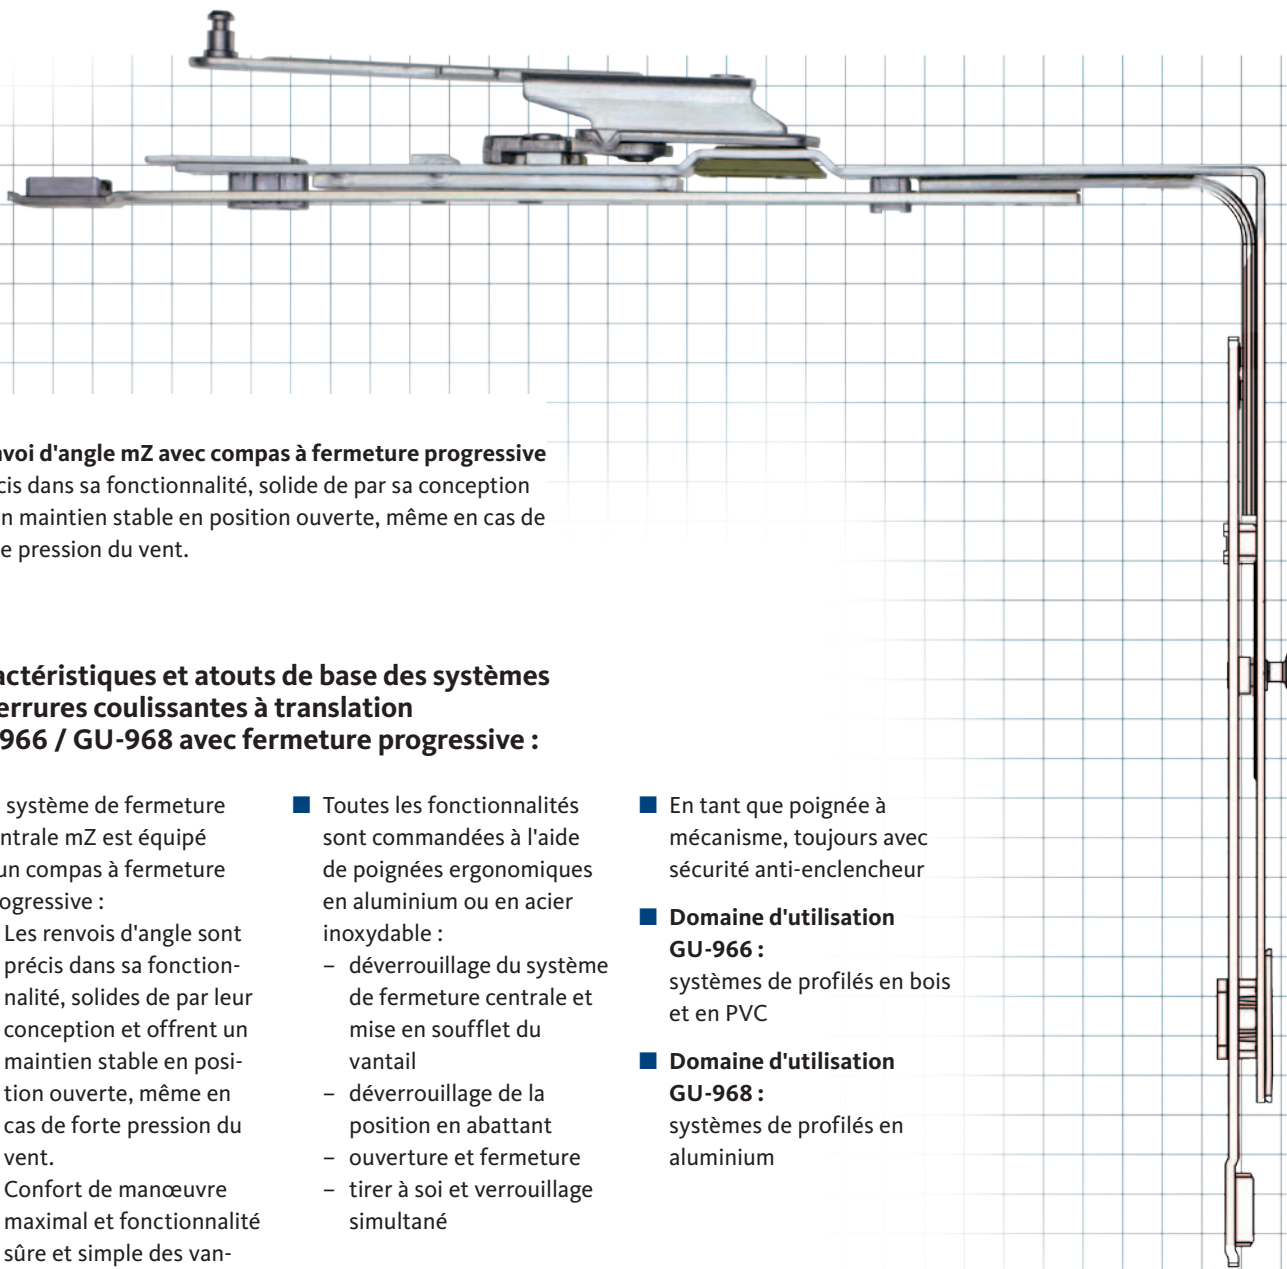 voi d'angle mZ avec compas à fermeture progressive
cis dans sa fonctionnalité, solide de par sa conception
n maintien stable en position ouverte, même en cas de
e pression du vent.
actéristiques et atouts de base des systèmes
errures coulissantes à translation
966 / GU-968 avec fermeture progressive :
système de fermeture
ntrale mZ est équipé
un compas à fermeture
ogressive :
Les renvois d'angle sont
précis dans sa fonction-
nalité, solides de par leur
conception et offrent un
maintien stable en posi-
tion ouverte, même en
cas de forte pression du
vent.
Confort de manœuvre
maximal et fonctionnalité
sûre et simple des van-
■ Toutes les fonctionnalités
sont commandées à l'aide
de poignées ergonomiques
en aluminium ou en acier
inoxydable :
– déverrouillage du système
de fermeture centrale et
mise en soufflet du
vantail
– déverrouillage de la
position en abattant
– ouverture et fermeture
– tirer à soi et verrouillage
simultané
■ En tant que poignée à
mécanisme, toujours avec
sécurité anti-enclencheur
■ Domaine d'utilisation
GU-966 :
systèmes de profilés en bois
et en PVC
■ Domaine d'utilisation
GU-968 :
systèmes de profilés en
aluminium